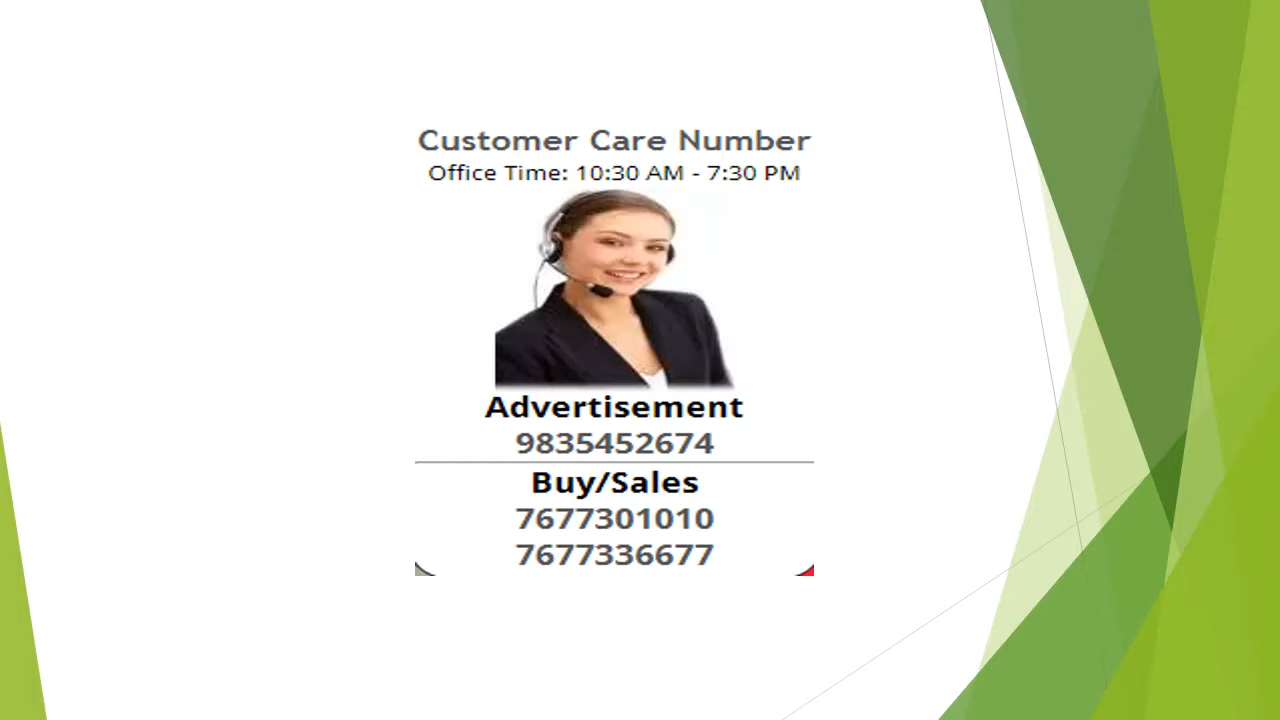 Customer Care Number
Office Time: 10:30 AM - 7:30 PM
Advertisement
9835452674
Buy/Sales
7677301010
7677336677